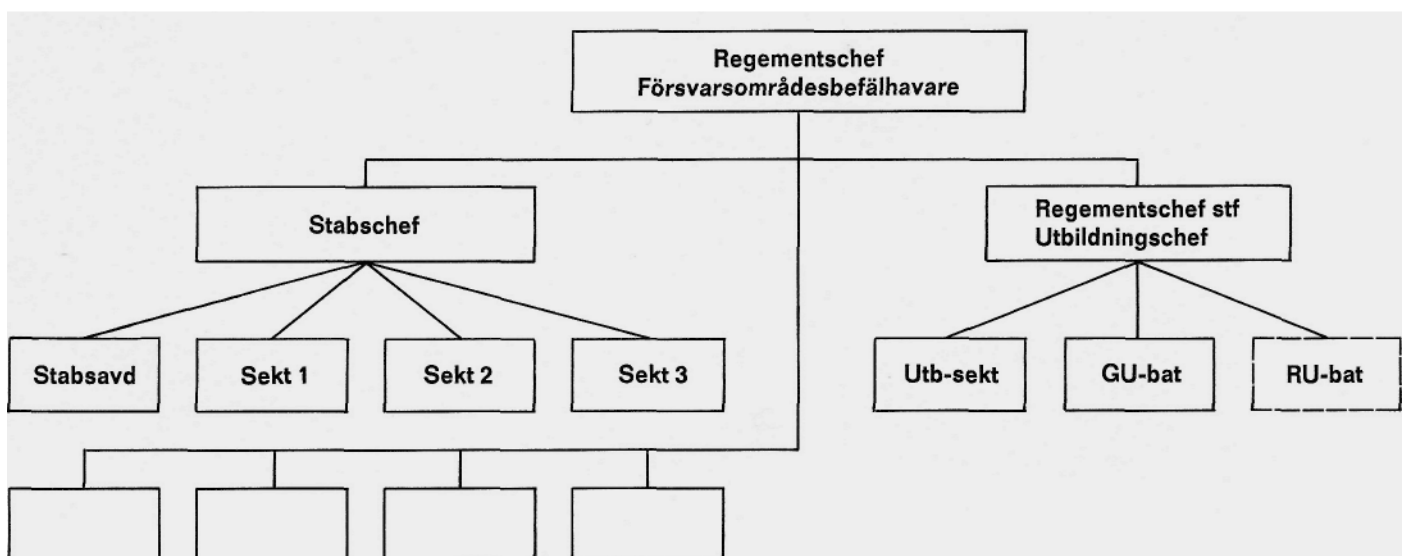 Regementschef
Försvarsområdesbefälhavare
Stabschef
Regementschef stf
Utbildningschef
Stabsavd
Sekt 1
Sekt 2
Sekt 3
Utb-sekt
GU-bat
RU-bat